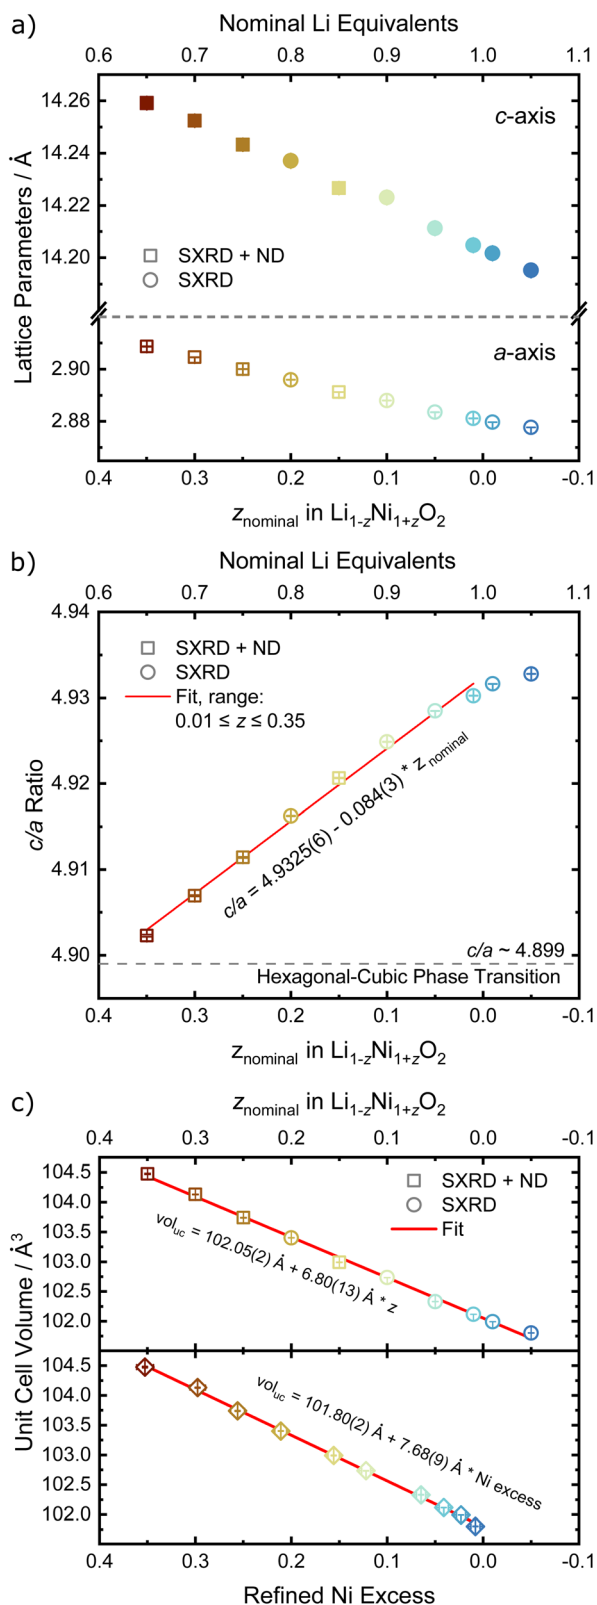 a)
Nominal Li Equivalents
0.6 0.7 0.8 0.9 1.0 1.1
Lattice Parameters / Å
14.26
14.24
14.22
14.20
2.90
2.88
c-axis
SXRD + ND
SXRD
a-axis
0.4 0.3 0.2 0.1 0.0 -0.1
znominal in Li1-zNi1+zO2
b)
Nominal Li Equivalents
0.6 0.7 0.8 0.9 1.0 1.1
c/a Ratio
4.94
4.93
4.92
4.91
4.90
SXRD + ND
SXRD
Fit, range:
0.01 ≤ z ≤ 0.35
c/a = 4.9325(6) - 0.084(3) * z nominal
c/a ~ 4.899
Hexagonal-Cubic Phase Transition
0.4 0.3 0.2 0.1 0.0 -0.1
znominal in Li1-zNi1+zO2
c)
znominal in Li1-zNi1+zO2
0.4 0.3 0.2 0.1 0.0 -0.1
Unit Cell Volume / Å3
104.5
104.0
103.5
103.0
102.5
102.0
SXRD + ND
SXRD
Fit
voluc = 102.05(2) Å + 6.80(13) Å * z
104.5
104.0
103.5
103.0
102.5
102.0
voluc = 101.80(2) Å + 7.68(9) Å * Ni excess
0.4 0.3 0.2 0.1 0.0 -0.1
Refined Ni Excess